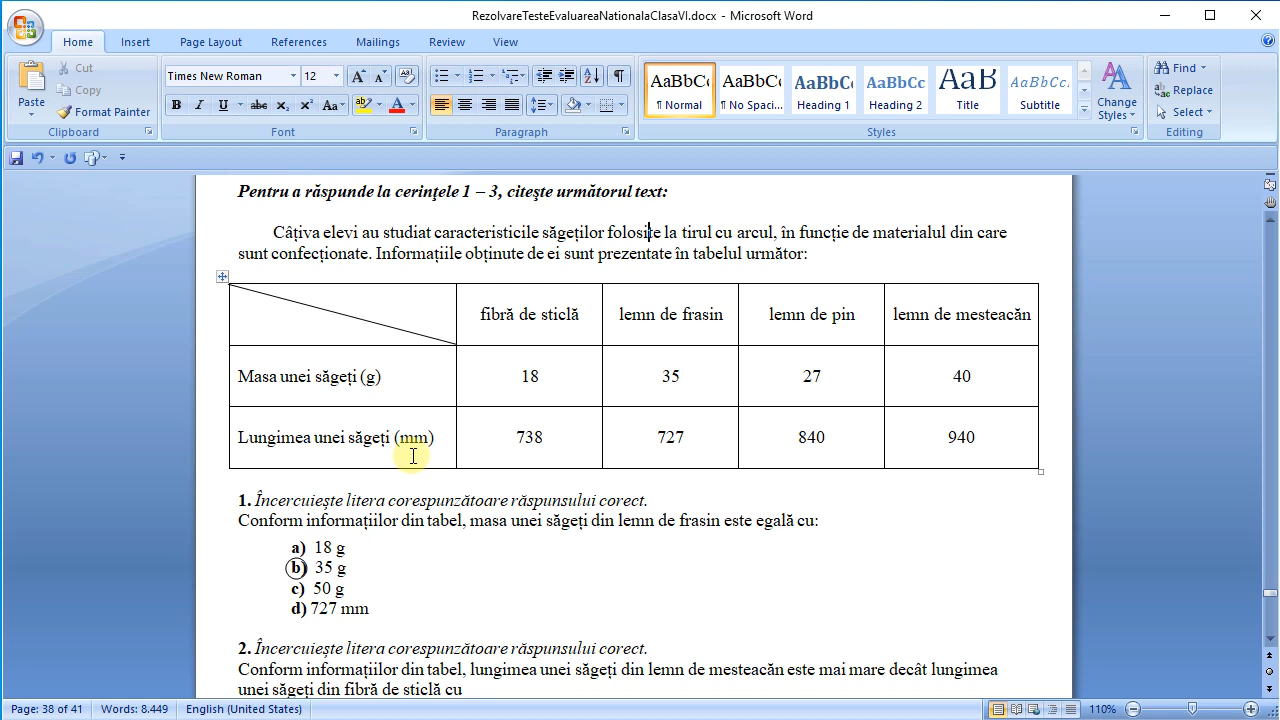 RezolvareTesteEvaluareaNationalaClasaVI.docx - Microsoft Word
Home Insert Page Layout References Mailings Review View
Paste
Cut
Copy
Format Painter
Clipboard
Times New Roman 12
Font
Paragraph
AaBbCc AaBbCc AaBbC AaBbCc AaB AaBbCc
¶ Normal ¶ No Spaci... Heading 1 Heading 2 Title Subtitle
Change Styles
Styles
Find
Replace
Select
Editing
Pentru a răspunde la cerinţele 1 – 3, citeşte următorul text:
Câțiva elevi au studiat caracteristicile săgeților folosite la tirul cu arcul, în funcție de materialul din care
sunt confecționate. Informațiile obținute de ei sunt prezentate în tabelul următor:
fibră de sticlă lemn de frasin lemn de pin lemn de mesteacăn
Masa unei săgeți (g) 18 35 27 40
Lungimea unei săgeți (mm) 738 727 840 940
1. Încercuiește litera corespunzătoare răspunsului corect.
Conform informațiilor din tabel, masa unei săgeți din lemn de frasin este egală cu:
a) 18 g
b) 35 g
c) 50 g
d) 727 mm
2. Încercuiește litera corespunzătoare răspunsului corect.
Conform informațiilor din tabel, lungimea unei săgeți din lemn de mesteacăn este mai mare decât lungimea
unei săgeți din fibră de sticlă cu
Page: 38 of 41 Words: 8.449 English (United States) 110%